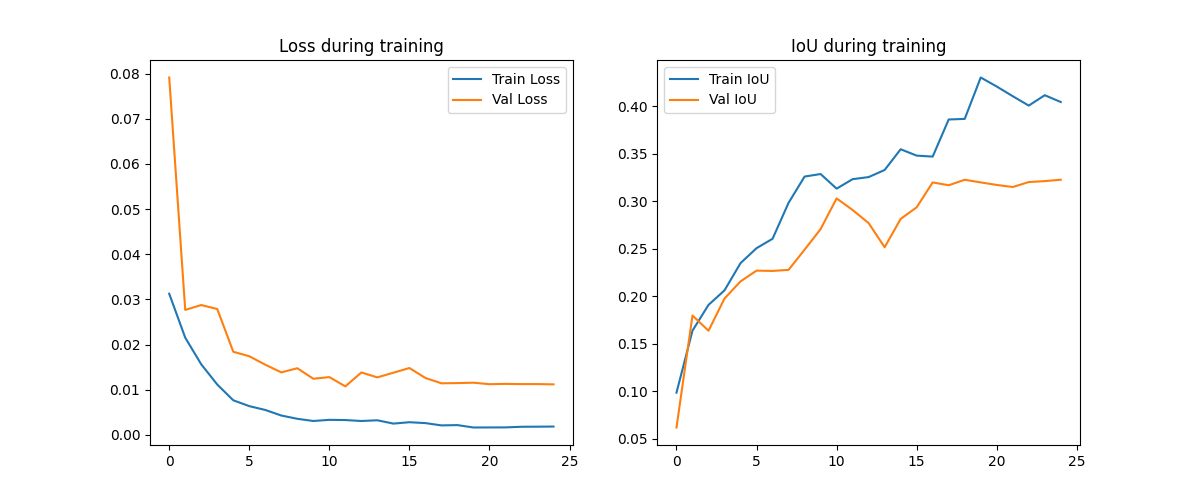 Loss during training
Train Loss
Val Loss
0.08
0.07
0.06
0.05
0.04
0.03
0.02
0.01
0.00
0 5 10 15 20 25
IoU during training
Train IoU
Val IoU
0.40
0.35
0.30
0.25
0.20
0.15
0.10
0.05
0 5 10 15 20 25